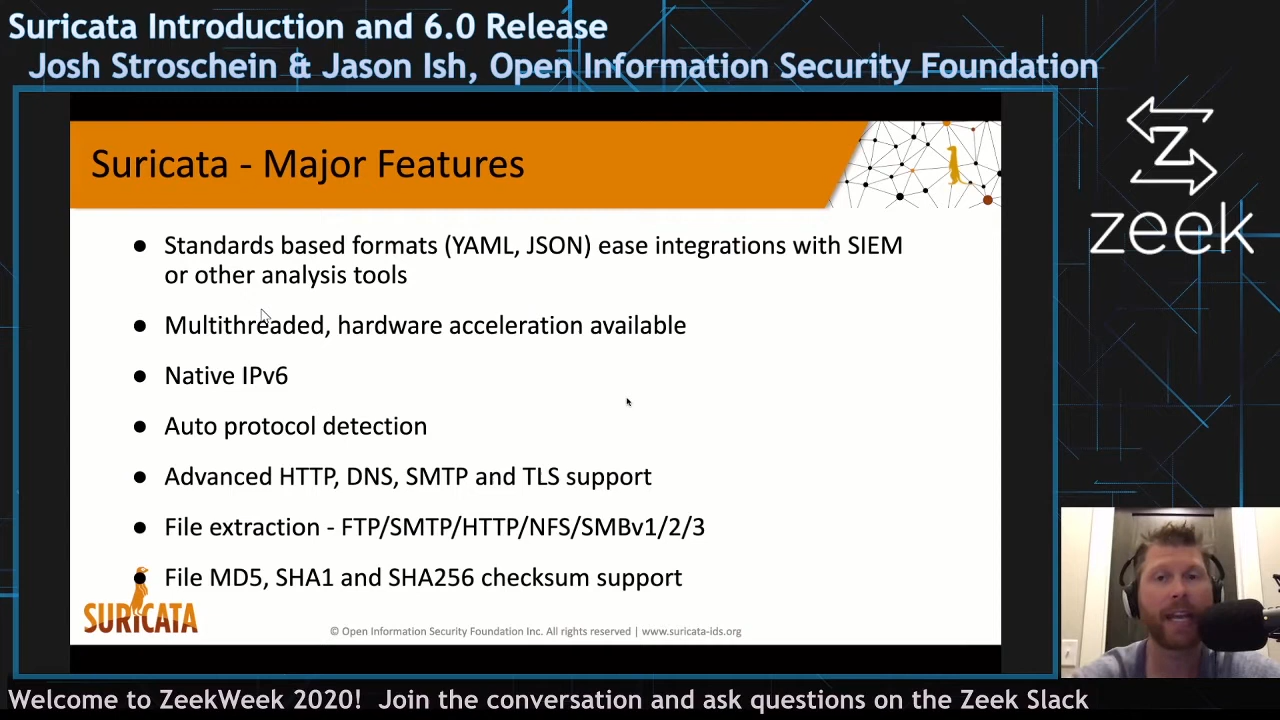 Suricata Introduction and 6.0 Release
Josh Stroschein & Jason Ish, Open Information Security Foundation
zeek
Suricata - Major Features
● Standards based formats (YAML, JSON) ease integrations with SIEM
or other analysis tools
● Multithreaded, hardware acceleration available
● Native IPv6
● Auto protocol detection
● Advanced HTTP, DNS, SMTP and TLS support
● File extraction - FTP/SMTP/HTTP/NFS/SMBv1/2/3
● File MD5, SHA1 and SHA256 checksum support
SURICATA
© Open Information Security Foundation Inc. All rights reserved | www.suricata-ids.org
Welcome to ZeekWeek 2020! Join the conversation and ask questions on the Zeek Slack